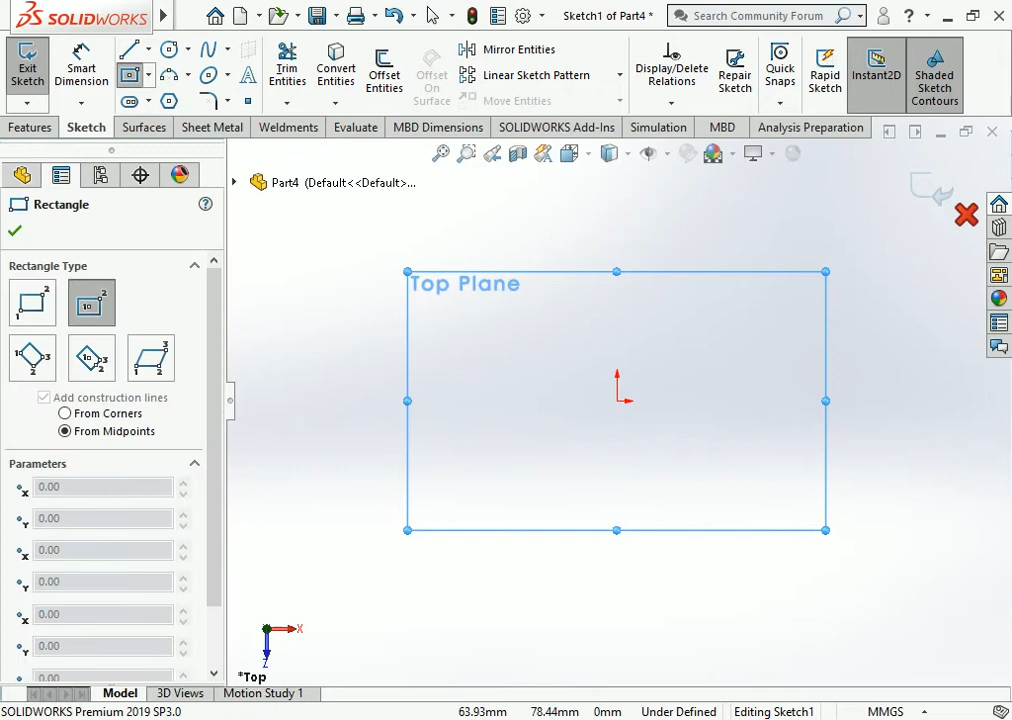 SOLIDWORKS
Sketch1 of Part4 *
Search Community Forum
?
Exit Sketch
Smart Dimension
Trim Entities
Convert Entities
Offset Entities
Offset On Surface
Mirror Entities
Linear Sketch Pattern
Move Entities
Display/Delete Relations
Repair Sketch
Quick Snaps
Rapid Sketch
Instant2D
Shaded Sketch Contours
Features
Sketch
Surfaces
Sheet Metal
Weldments
Evaluate
MBD Dimensions
SOLIDWORKS Add-Ins
Simulation
MBD
Analysis Preparation
Part4 (Default<<Default>...
Rectangle
?
Rectangle Type
Add construction lines
From Corners
From Midpoints
Parameters
0.00
0.00
0.00
0.00
0.00
0.00
0.00
Top Plane
X
Z
*Top
Model
3D Views
Motion Study 1
SOLIDWORKS Premium 2019 SP3.0
63.93mm
78.44mm
0mm
Under Defined
Editing Sketch1
MMGS